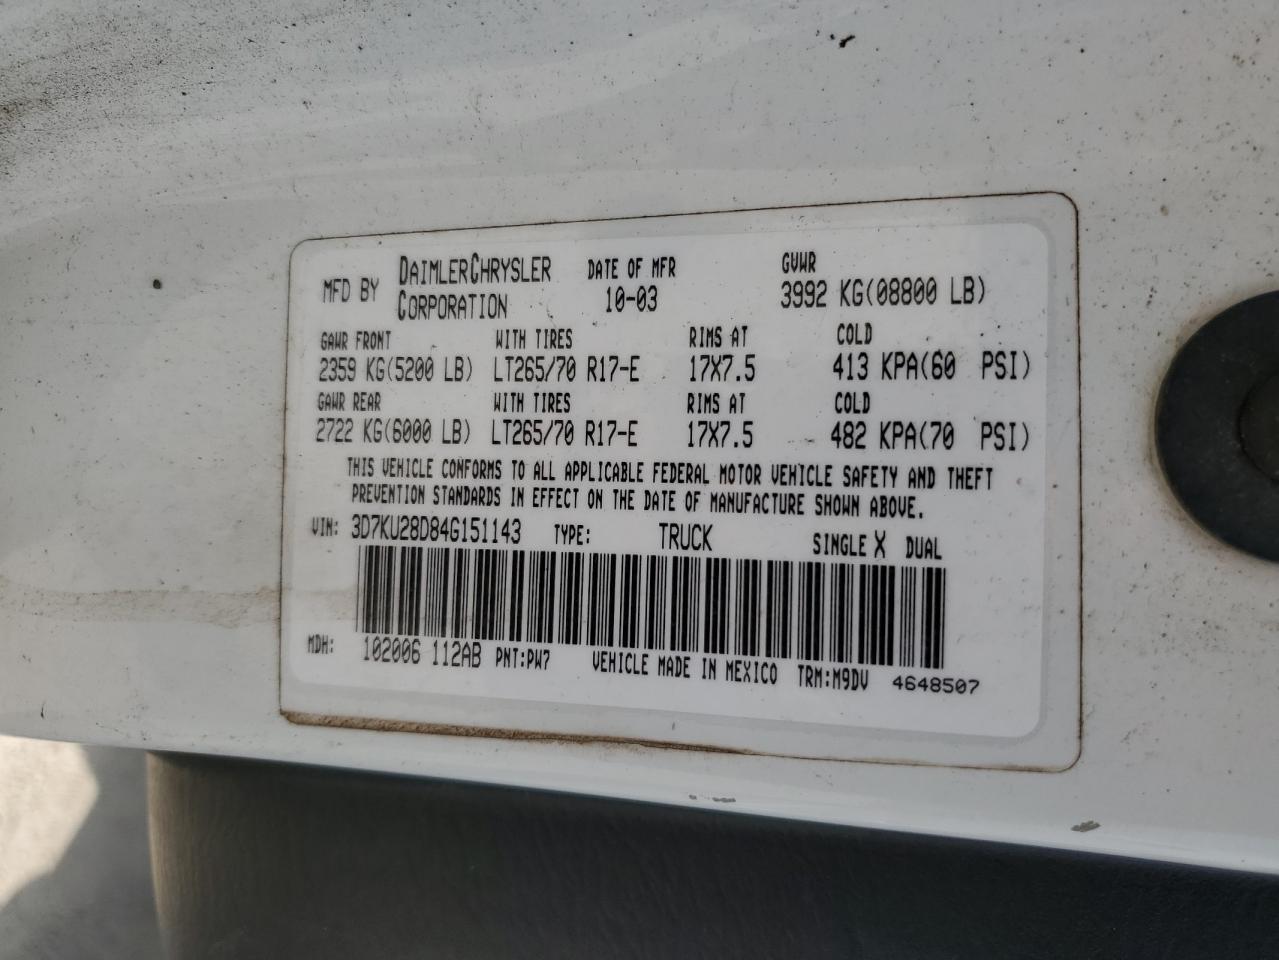 MFD BY DAIMLERCHRYSLER CORPORATION DATE OF MFR 10-03 GVWR 3992 KG(08800 LB)
GAWR FRONT WITH TIRES RIMS AT COLD
2359 KG(5200 LB) LT265/70 R17-E 17X7.5 413 KPA(60 PSI)
GAWR REAR WITH TIRES RIMS AT COLD
2722 KG(6000 LB) LT265/70 R17-E 17X7.5 482 KPA(70 PSI)
THIS VEHICLE CONFORMS TO ALL APPLICABLE FEDERAL MOTOR VEHICLE SAFETY AND THEFT
PREVENTION STANDARDS IN EFFECT ON THE DATE OF MANUFACTURE SHOWN ABOVE.
VIN: 3D7KU28D84G151143 TYPE: TRUCK SINGLE X DUAL
MDH: 102006 112AB PNT:PW7 VEHICLE MADE IN MEXICO TRM:M9DV 4648507